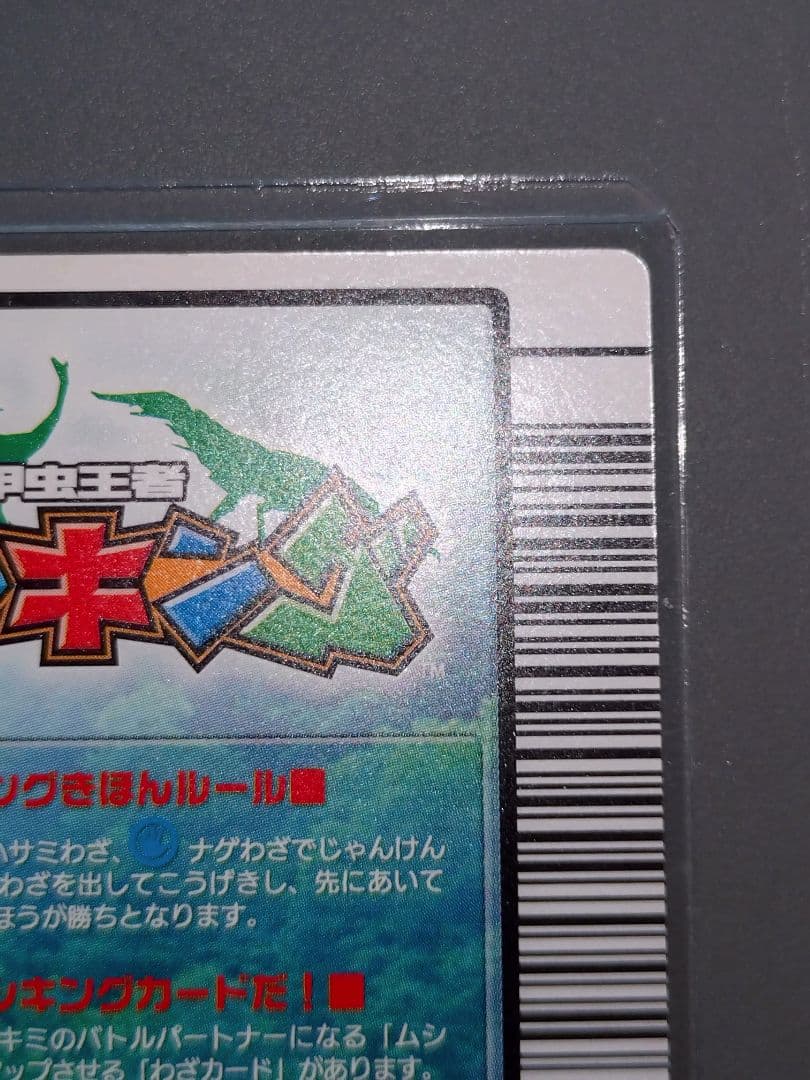 甲虫王者
キング
TM
ングきほんルール■
ハサミわざ、 ナゲわざでじゃんけん
わざを出してこうげきし、先にあいて
ほうが勝ちとなります。
シキングカードだ！■
キミのバトルパートナーになる「ムシ
アップさせる「わざカード」があります。